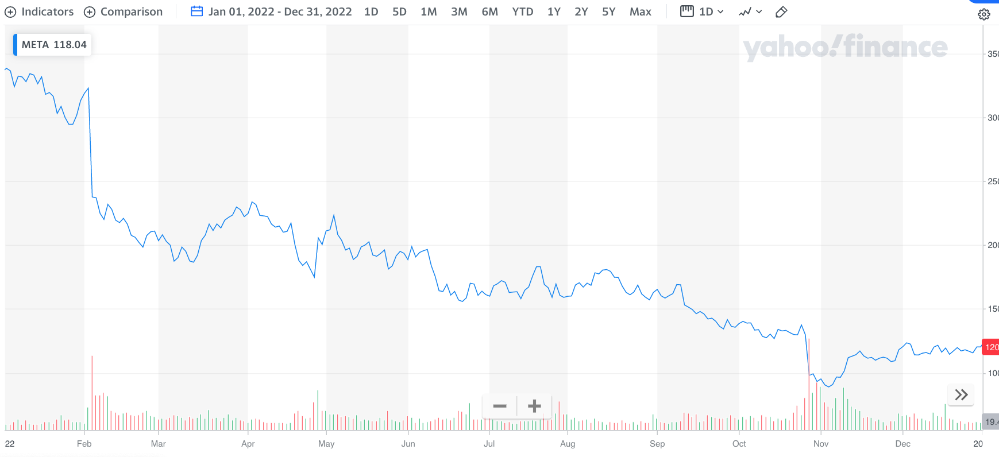 Indicators Comparison Jan 01, 2022 - Dec 31, 2022 1D 5D 1M 3M 6M YTD 1Y 2Y 5Y Max 1D
META 118.04
yahoo!finance
350
300
250
200
150
120
100
19.4
22 Feb Mar Apr May Jun Jul Aug Sep Oct Nov Dec 20